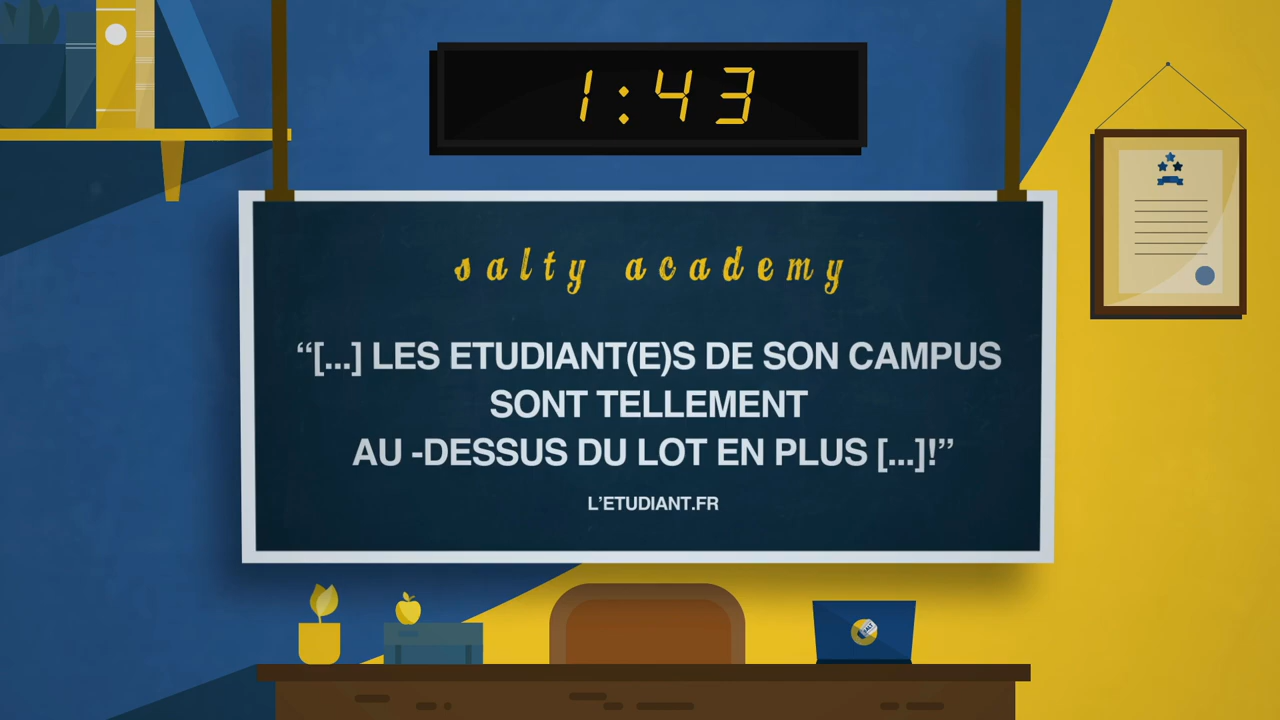 1:43
salty academy
“[...] LES ETUDIANT(E)S DE SON CAMPUS
SONT TELLEMENT
AU -DESSUS DU LOT EN PLUS [...]!”
L’ETUDIANT.FR